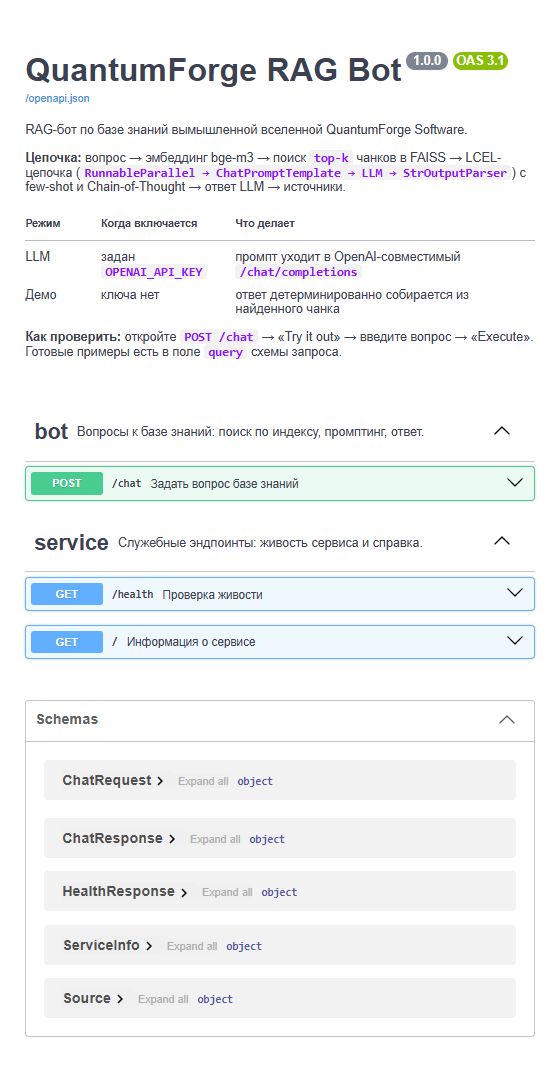 QuantumForge RAG Bot 1.0.0 OAS 3.1
/openapi.json
RAG-бот по базе знаний вымышленной вселенной QuantumForge Software.
Цепочка: вопрос → эмбеддинг bge-m3 → поиск top-k чанков в FAISS → LCEL-
цепочка ( RunnableParallel → ChatPromptTemplate → LLM → StrOutputParser ) с
few-shot и Chain-of-Thought → ответ LLM → источники.
Режим Когда включается Что делает
LLM задан промпт уходит в OpenAI-совместимый
OPENAI_API_KEY /chat/completions
Демо ключа нет ответ детерминированно собирается из
найденного чанка
Как проверить: откройте POST /chat → «Try it out» → введите вопрос → «Execute».
Готовые примеры есть в поле query схемы запроса.
bot Вопросы к базе знаний: поиск по индексу, промптинг, ответ.
POST /chat Задать вопрос базе знаний
service Служебные эндпоинты: живость сервиса и справка.
GET /health Проверка живости
GET / Информация о сервисе
Schemas
ChatRequest Expand all object
ChatResponse Expand all object
HealthResponse Expand all object
ServiceInfo Expand all object
Source Expand all object